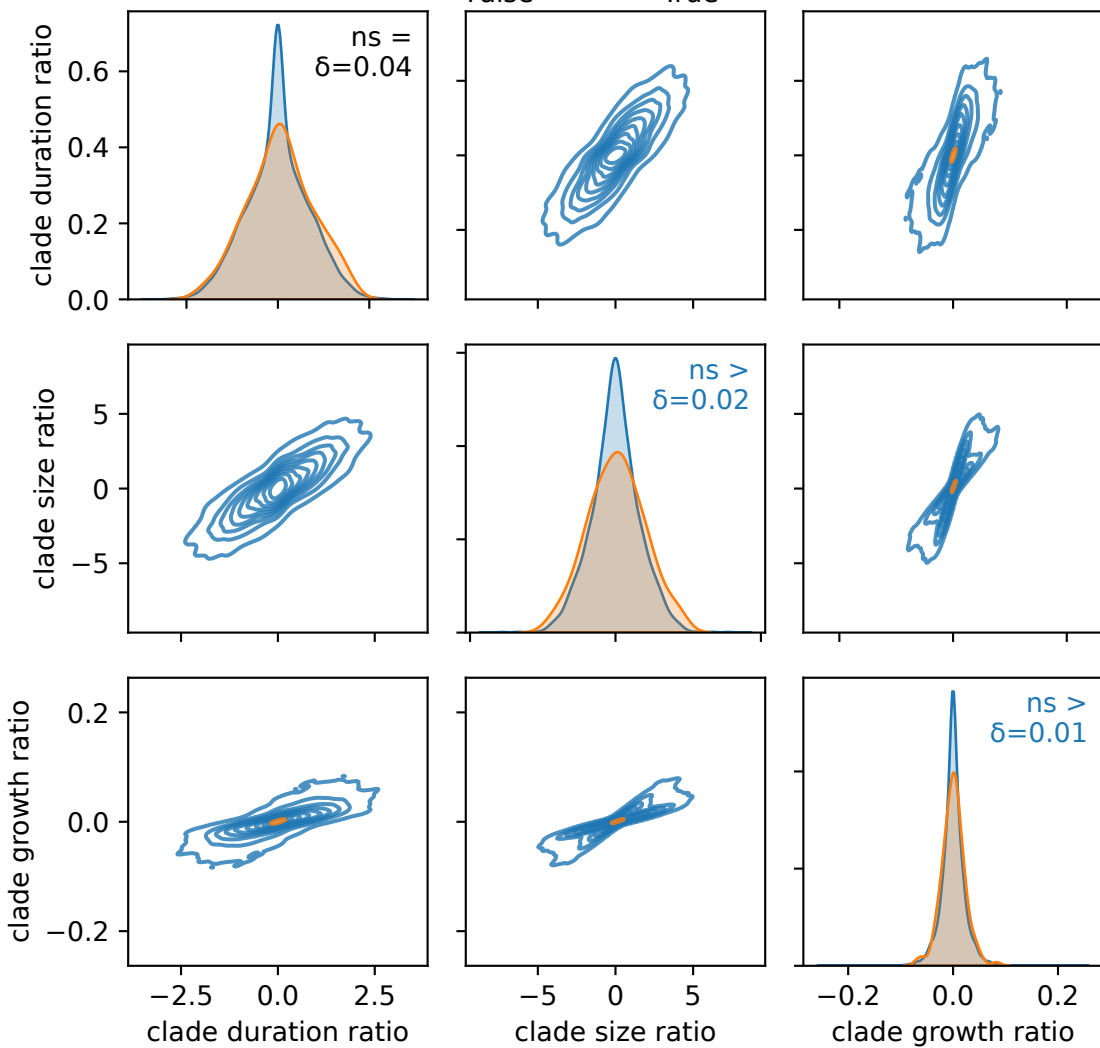 clade duration ratio
0.6
0.4
0.2
0.0
ns =
δ=0.04
clade size ratio
5
0
−5
ns >
δ=0.02
clade growth ratio
0.2
0.0
−0.2
ns >
δ=0.01
−2.5 0.0 2.5
−5 0 5
−0.2 0.0 0.2
clade duration ratio
clade size ratio
clade growth ratio